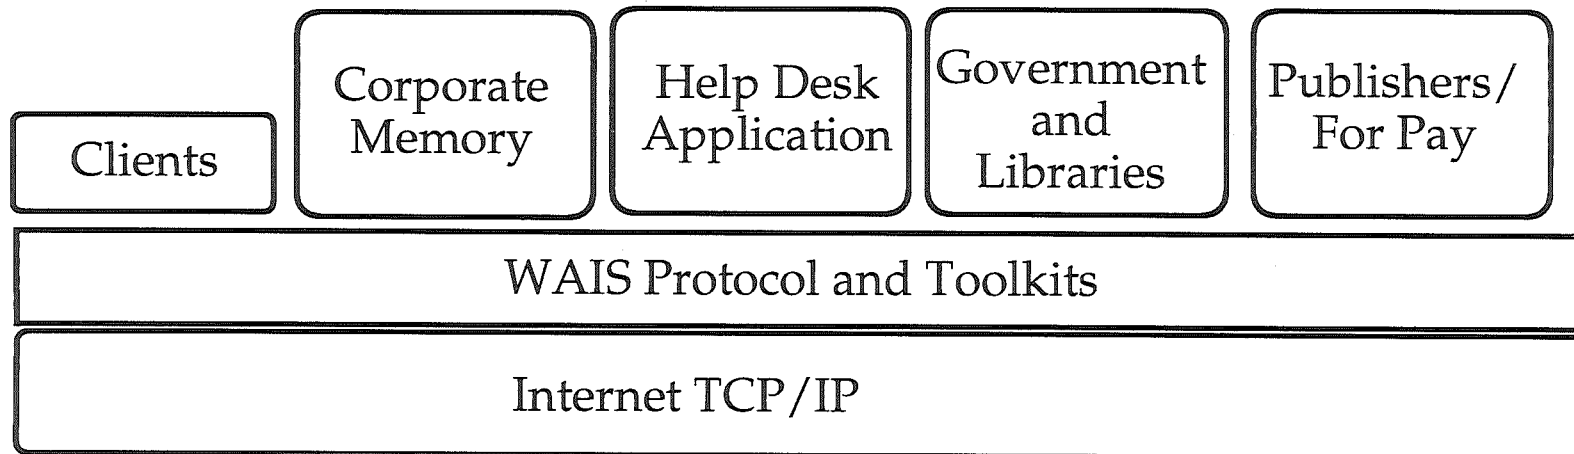 Clients
Corporate
Memory
Help Desk
Application
Government
and
Libraries
Publishers/
For Pay
WAIS Protocol and Toolkits
Internet TCP/IP